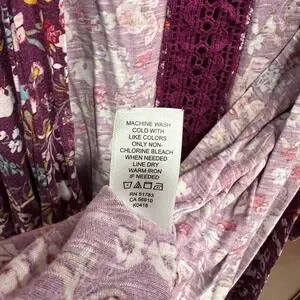 MACHINE WASH
COLD WITH
LIKE COLORS
ONLY NON-
CHLORINE BLEACH
WHEN NEEDED
LINE DRY
WARM IRON
IF NEEDED
RN 51783
CA 56910
K0418